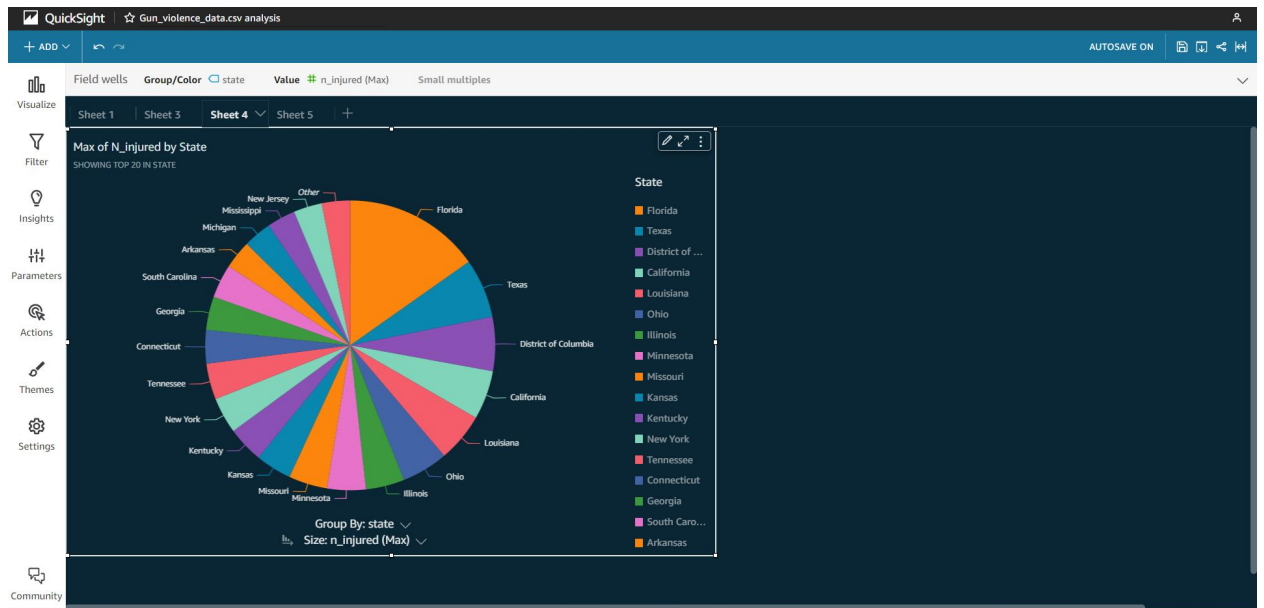 QuickSight Gun_violence_data.csv analysis
ADD AUTOSAVE ON
Field wells Group/Color state Value n_injured (Max) Small multiples
Visualize
Filter
Insights
Parameters
Actions
Themes
Settings
Community
Sheet 1 Sheet 3 Sheet 4 Sheet 5
Max of N_injured by State
SHOWING TOP 20 IN STATE
Other
New Jersey
Mississippi
Michigan
Arkansas
South Carolina
Georgia
Connecticut
Tennessee
New York
Kentucky
Kansas
Missouri
Minnesota
Illinois
Ohio
Louisiana
California
District of Columbia
Texas
Florida
Group By: state
Size: n_injured (Max)
State
Florida
Texas
District of ...
California
Louisiana
Ohio
Illinois
Minnesota
Missouri
Kansas
Kentucky
New York
Tennessee
Connecticut
Georgia
South Caro...
Arkansas